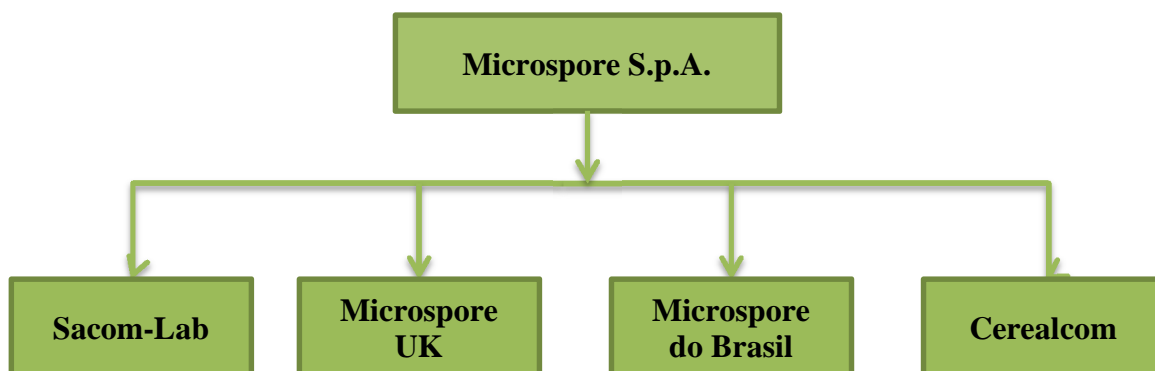 Microspore S.p.A.
Sacom-Lab
Microspore
UK
Microspore
do Brasil
Cerealcom